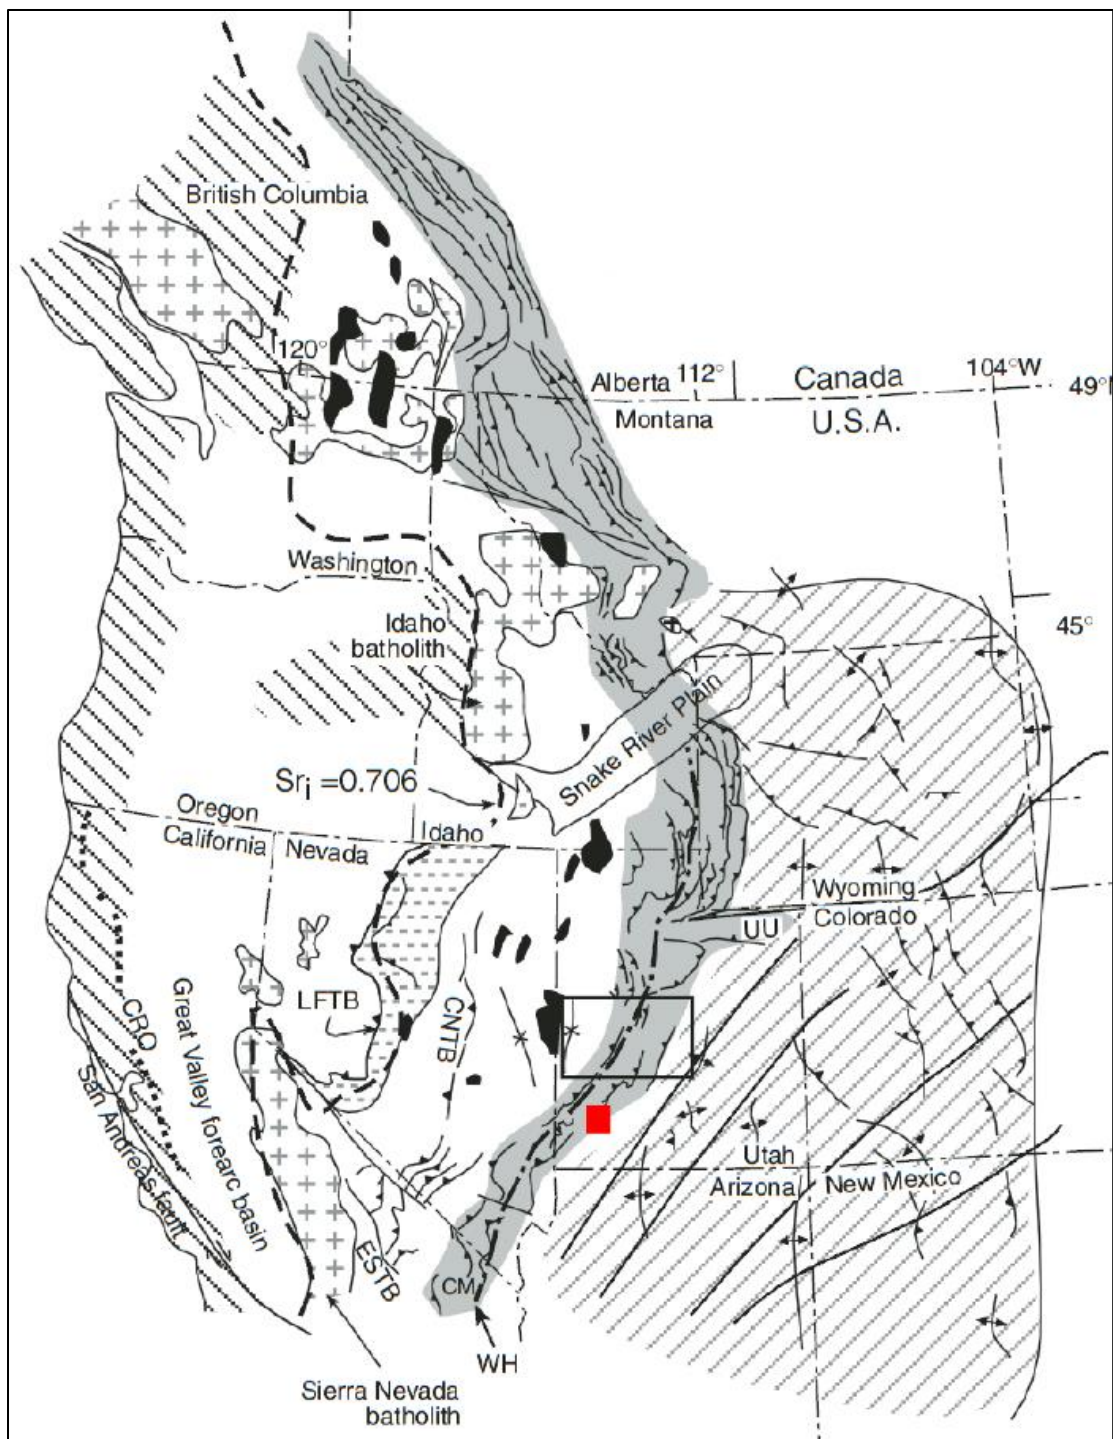 British Columbia
120°
Alberta 112°
Canada
104°W
49°N
Montana
U.S.A.
Washington
45°
Idaho
batholith
Snake River Plain
Sri =0.706
Oregon
California
Nevada
Idaho
Wyoming
Colorado
UU
LFTB
CNTB
CRO
Great Valley forearc basin
San Andreas fault
Utah
Arizona
New Mexico
ESTB
CM
WH
Sierra Nevada
batholith